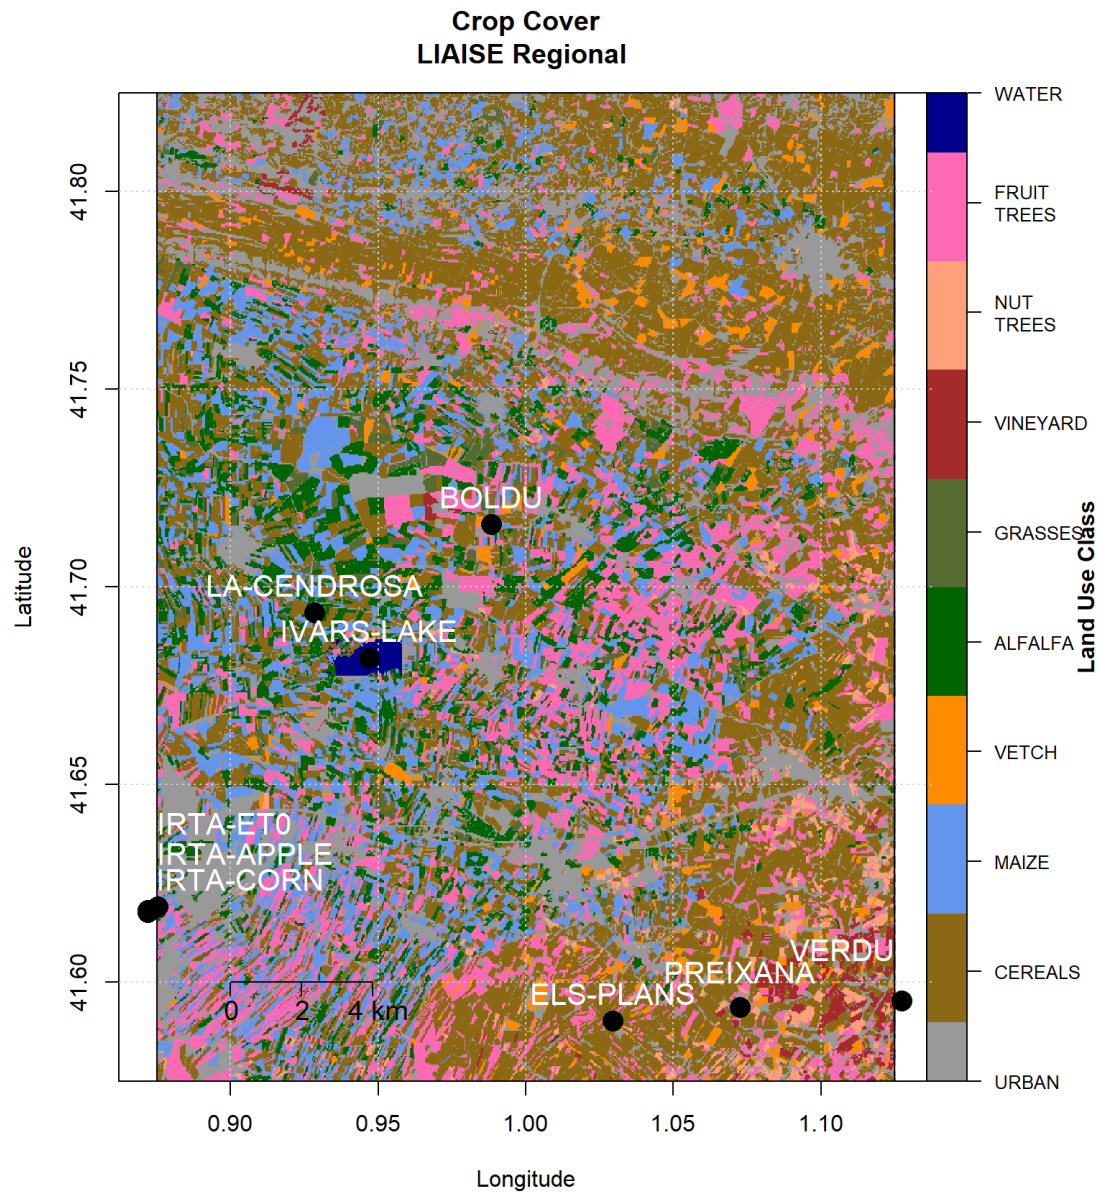 Crop Cover
LIAISE Regional
WATER
FRUIT
TREES
NUT
TREES
VINEYARD
GRASSES
ALFALFA
VETCH
MAIZE
CEREALS
URBAN
Land Use Class
Latitude
41.80
41.75
41.70
41.65
41.60
BOLDU
LA-CENDROSA
IVARS-LAKE
IRTA-ET0
IRTA-APPLE
IRTA-CORN
VERDU
PREIXANA
ELS-PLANS
0 2 4 km
0.90 0.95 1.00 1.05 1.10
Longitude